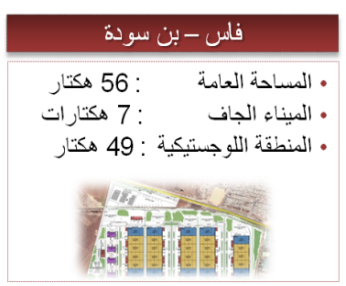 فاس – بن سودة
• المساحة العامة : 56 هكتار
• الميناء الجاف : 7 هكتارات
• المنطقة اللوجستيكية : 49 هكتار